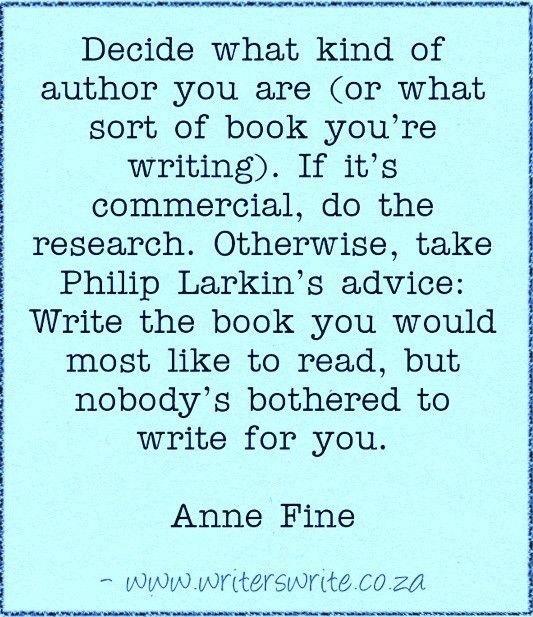 Decide what kind of
author you are (or what
sort of book you're
writing). If it's
commercial, do the
research. Otherwise, take
Philip Larkin's advice:
Write the book you would
most like to read, but
nobody's bothered to
write for you.
Anne Fine
- www.writerswrite.co.za